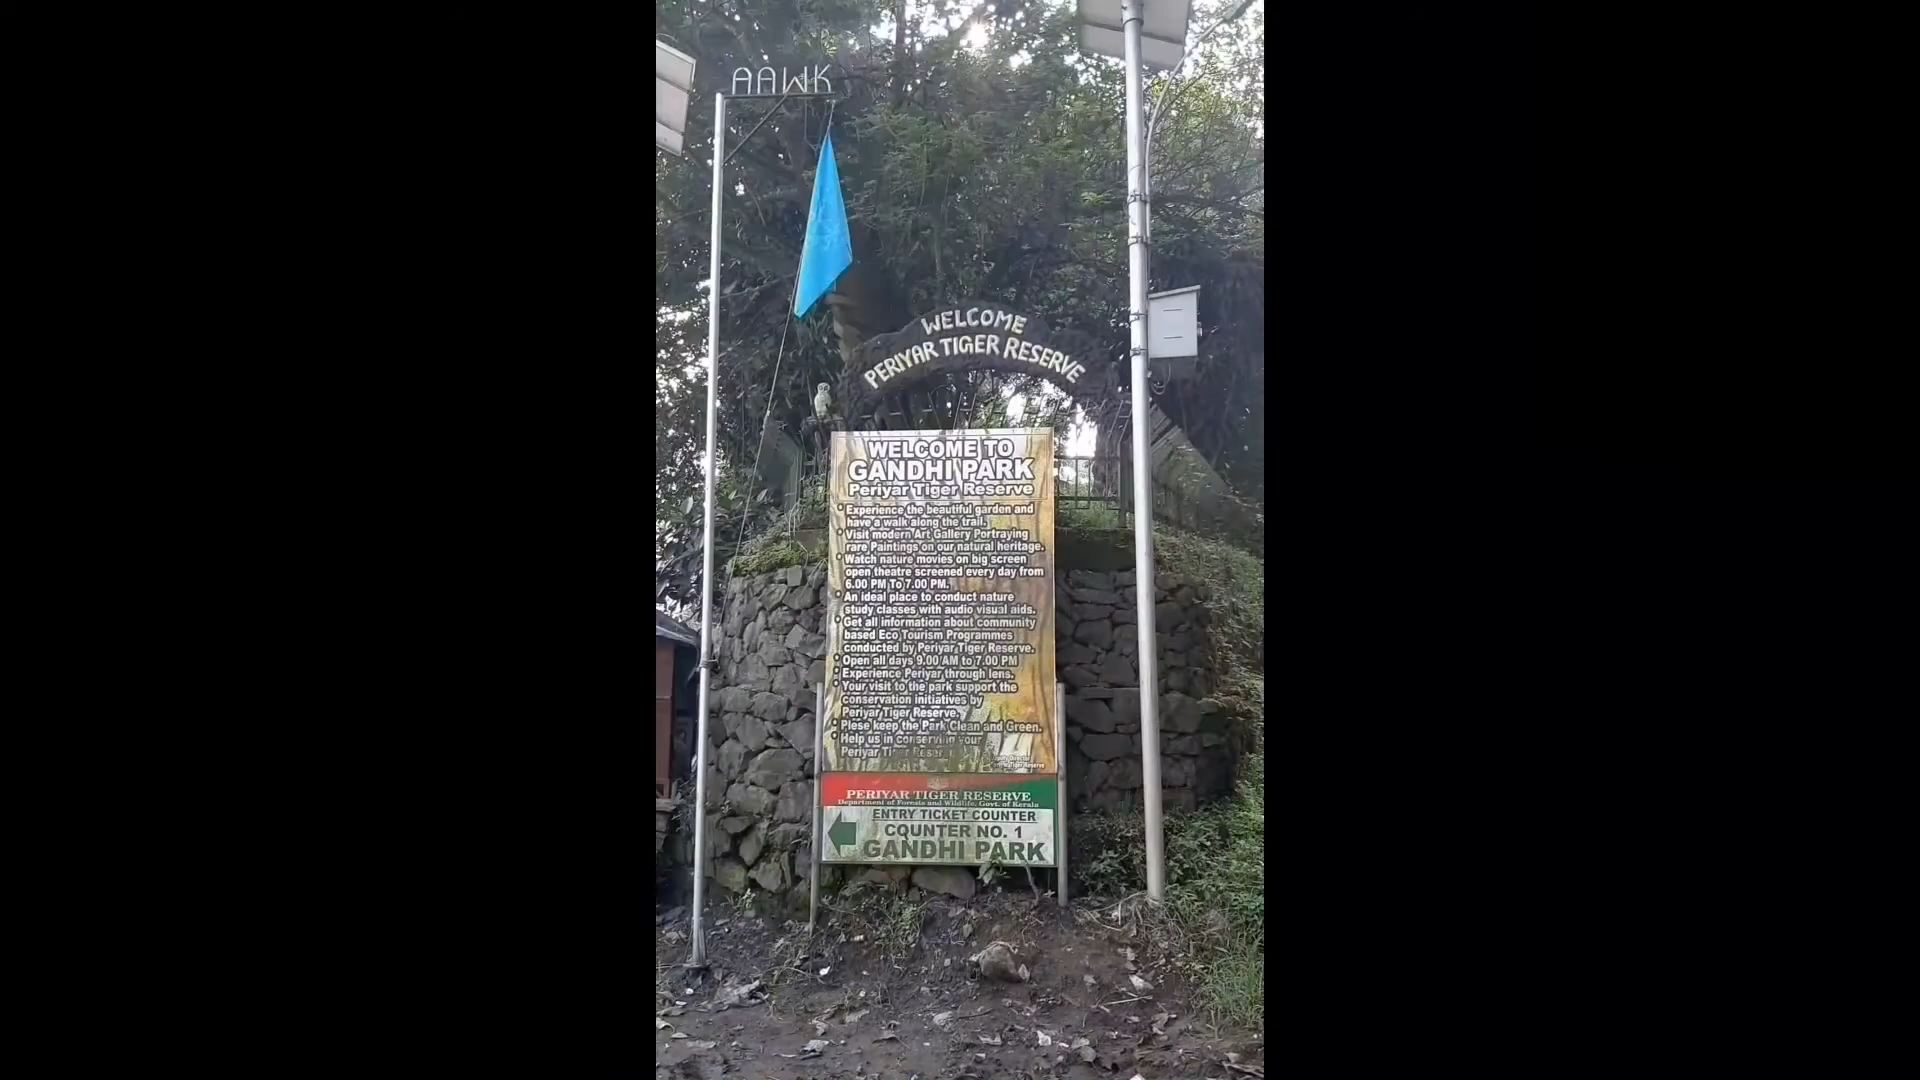 AAWK
WELCOME
PERIYAR TIGER RESERVE
WELCOME TO
GANDHI PARK
Periyar Tiger Reserve
* Experience the beautiful garden and
have a walk along the trail.
* Visit modern Art Gallery Portraying
rare Paintings on our natural heritage.
* Watch nature movies on big screen
open theatre screened every day from
6.00 PM To 7.00 PM.
* An ideal place to conduct nature
study classes with audio visual aids.
* Get all information about community
based Eco Tourism Programmes
conducted by Periyar Tiger Reserve.
* Open all days 9.00 AM to 7.00 PM
* Experience Periyar through lens.
* Your visit to the park support the
conservation initiatives by
Periyar Tiger Reserve.
* Plese keep the Park Clean and Green.
* Help us in conserving your
Periyar Tiger Reserve
Director
Tiger Reserve
PERIYAR TIGER RESERVE
Department of Forests and Wildlife, Govt. of Kerala
ENTRY TICKET COUNTER
COUNTER NO. 1
GANDHI PARK